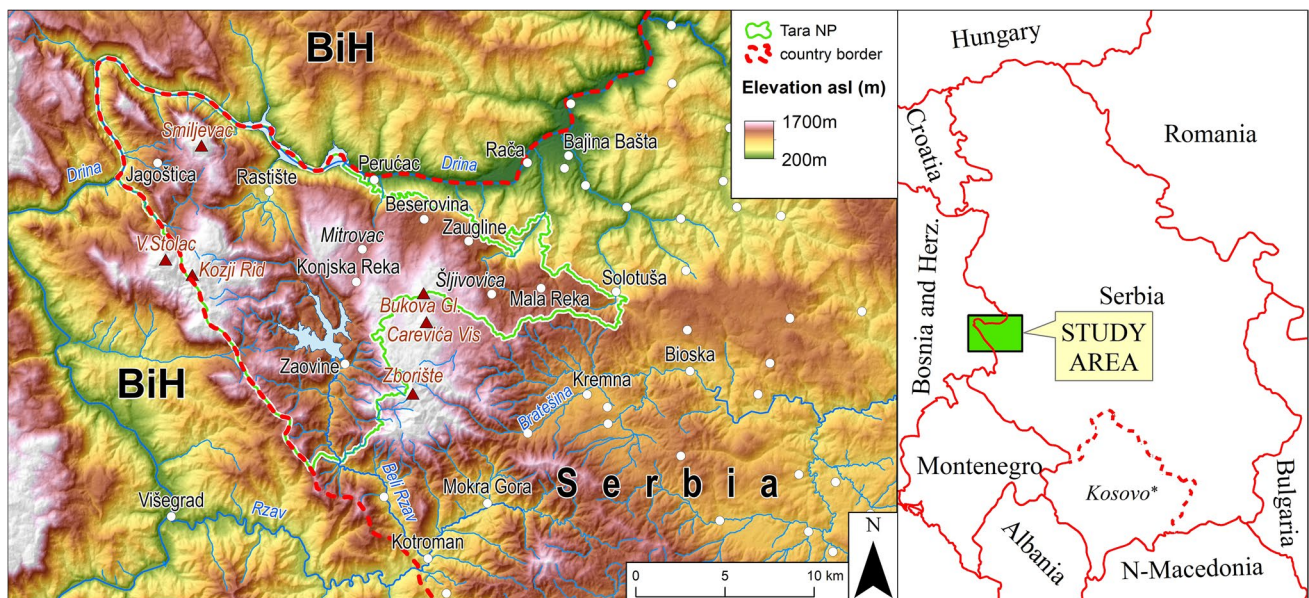 BiH
Tara NP
country border
Elevation asl (m)
1700m
200m
Smiljevac
Drina
Jagoštica
Rastište
Perućac
Drina
Rača
Bajina Bašta
Beserovina
Zaugline
Mitrovac
V.Stolac
Kozji Rid
Konjska Reka
Šljivovica
Mala Reka
Solotuša
Bukova Gl.
Carevića Vis
Zaovine
Zborište
Bioska
Kremna
BiH
Bratešina
Serbia
Višegrad
Rzav
Beli Rzav
Mokra Gora
Kotroman
N
0 5 10 km
Hungary
Croatia
Romania
Bosnia and Herz.
Serbia
STUDY
AREA
Montenegro
Kosovo*
Bulgaria
Albania
N-Macedonia